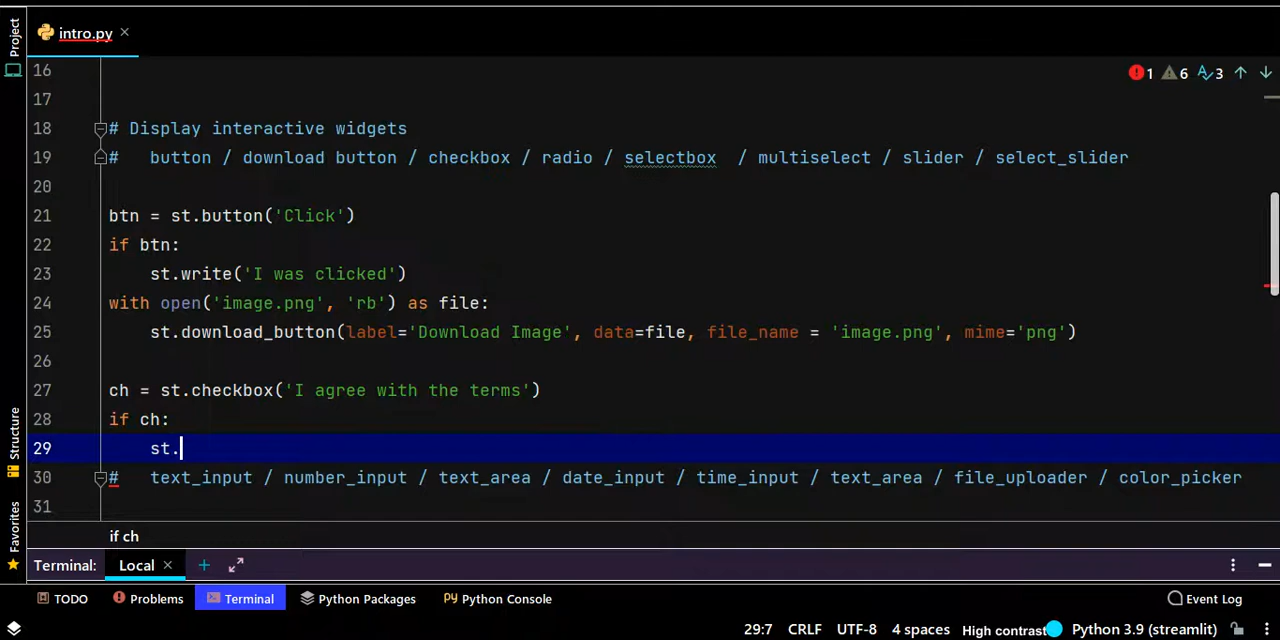 Project
intro.py
16
1 6 3
17
18 # Display interactive widgets
19 # button / download button / checkbox / radio / selectbox / multiselect / slider / select_slider
20
21 btn = st.button('Click')
22 if btn:
23 st.write('I was clicked')
24 with open('image.png', 'rb') as file:
25 st.download_button(label='Download Image', data=file, file_name = 'image.png', mime='png')
26
27 ch = st.checkbox('I agree with the terms')
28 if ch:
29 st.
30 # text_input / number_input / text_area / date_input / time_input / text_area / file_uploader / color_picker
31
Structure
Favorites
if ch
Terminal: Local +
TODO Problems Terminal Python Packages Python Console Event Log
29:7 CRLF UTF-8 4 spaces High contrast Python 3.9 (streamlit)